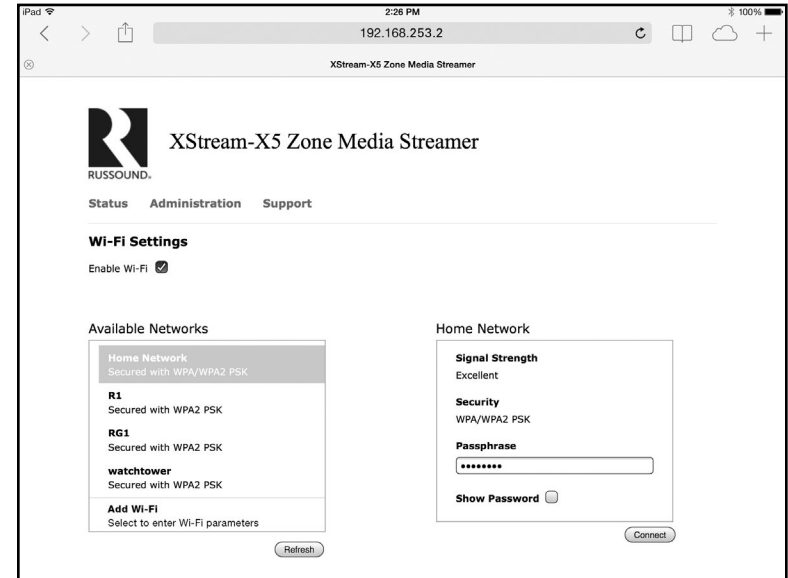 iPad 2:26 PM 100%
192.168.253.2
XStream-X5 Zone Media Streamer
RUSSOUND®
XStream-X5 Zone Media Streamer
Status Administration Support
Wi-Fi Settings
Enable Wi-Fi
Available Networks
Home Network
Secured with WPA/WPA2 PSK
R1
Secured with WPA2 PSK
RG1
Secured with WPA2 PSK
watchtower
Secured with WPA2 PSK
Add Wi-Fi
Select to enter Wi-Fi parameters
Refresh
Home Network
Signal Strength
Excellent
Security
WPA/WPA2 PSK
Passphrase
••••••••
Show Password
Connect